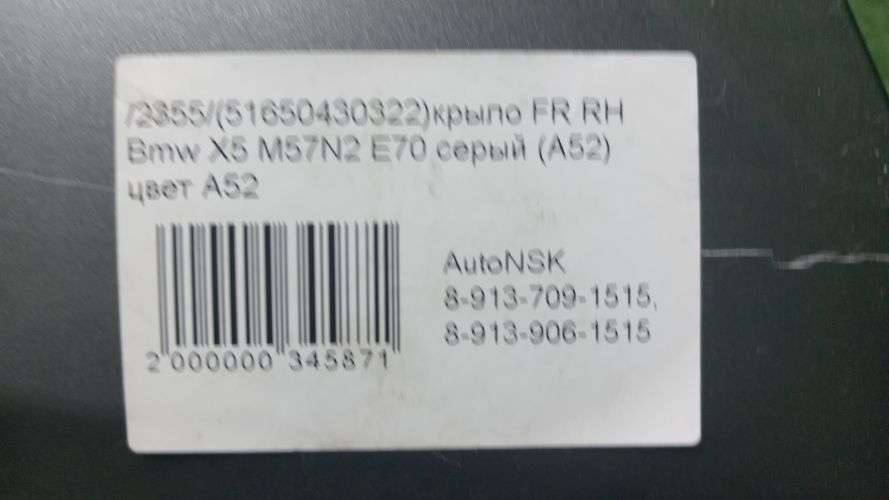 /2355/(51650430322)крыло FR RH
Bmw X5 M57N2 E70 серый (A52)
цвет A52
AutoNSK
8-913-709-1515,
8-913-906-1515
2 000000 345871